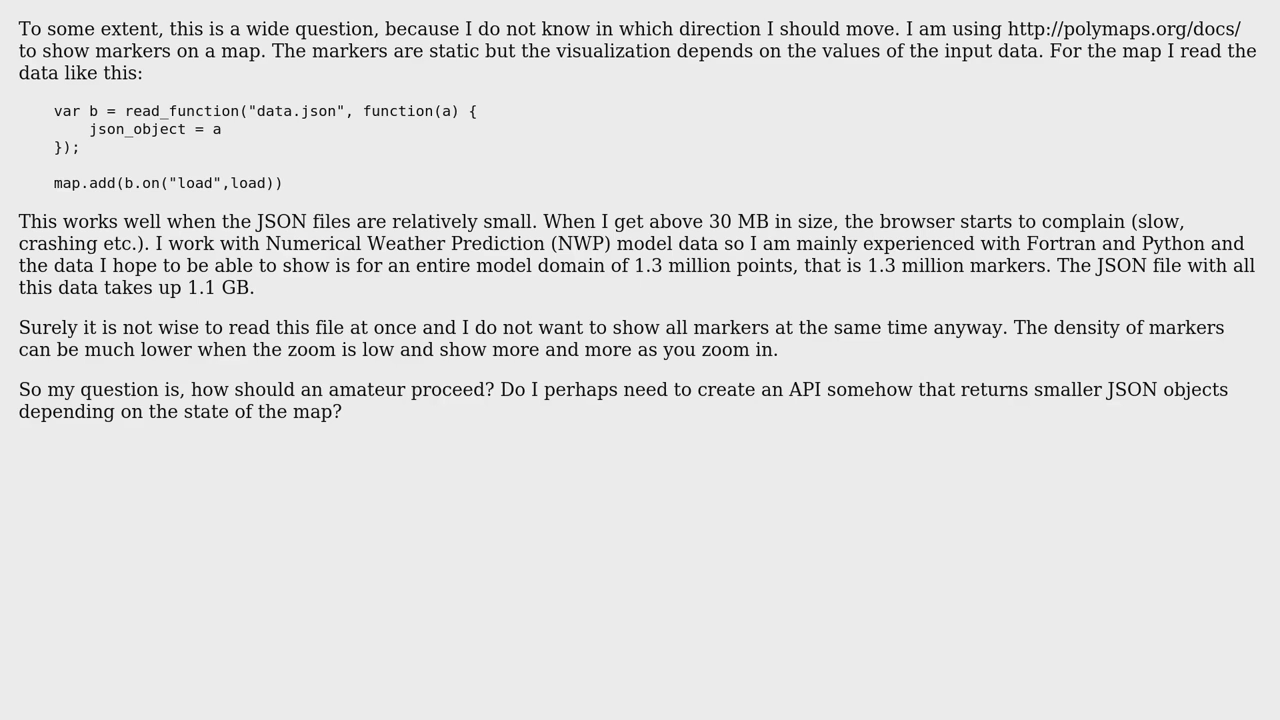 To some extent, this is a wide question, because I do not know in which direction I should move. I am using http://polymaps.org/docs/
to show markers on a map. The markers are static but the visualization depends on the values of the input data. For the map I read the
data like this:
var b = read_function("data.json", function(a) {
    json_object = a
});
map.add(b.on("load",load))
This works well when the JSON files are relatively small. When I get above 30 MB in size, the browser starts to complain (slow,
crashing etc.). I work with Numerical Weather Prediction (NWP) model data so I am mainly experienced with Fortran and Python and
the data I hope to be able to show is for an entire model domain of 1.3 million points, that is 1.3 million markers. The JSON file with all
this data takes up 1.1 GB.
Surely it is not wise to read this file at once and I do not want to show all markers at the same time anyway. The density of markers
can be much lower when the zoom is low and show more and more as you zoom in.
So my question is, how should an amateur proceed? Do I perhaps need to create an API somehow that returns smaller JSON objects
depending on the state of the map?